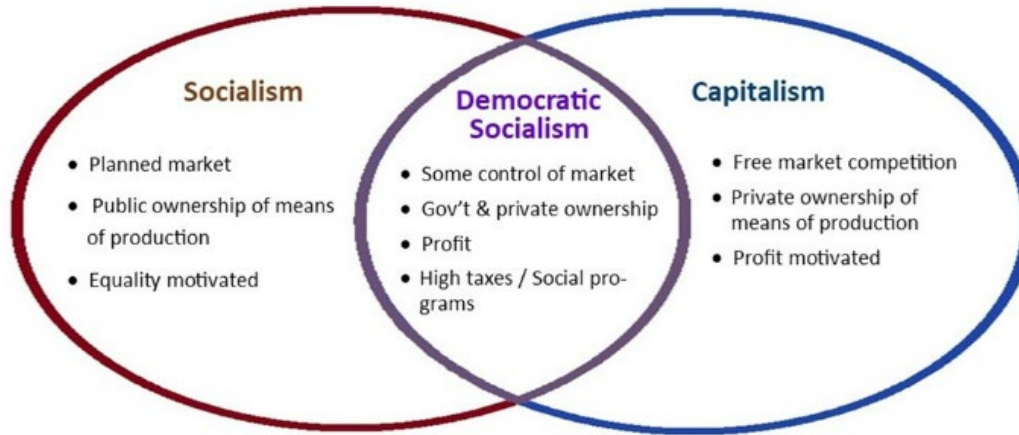 Socialism
• Planned market
• Public ownership of means
of production
• Equality motivated
Democratic
Socialism
• Some control of market
• Gov't & private ownership
• Profit
• High taxes / Social pro-
grams
Capitalism
• Free market competition
• Private ownership of
means of production
• Profit motivated